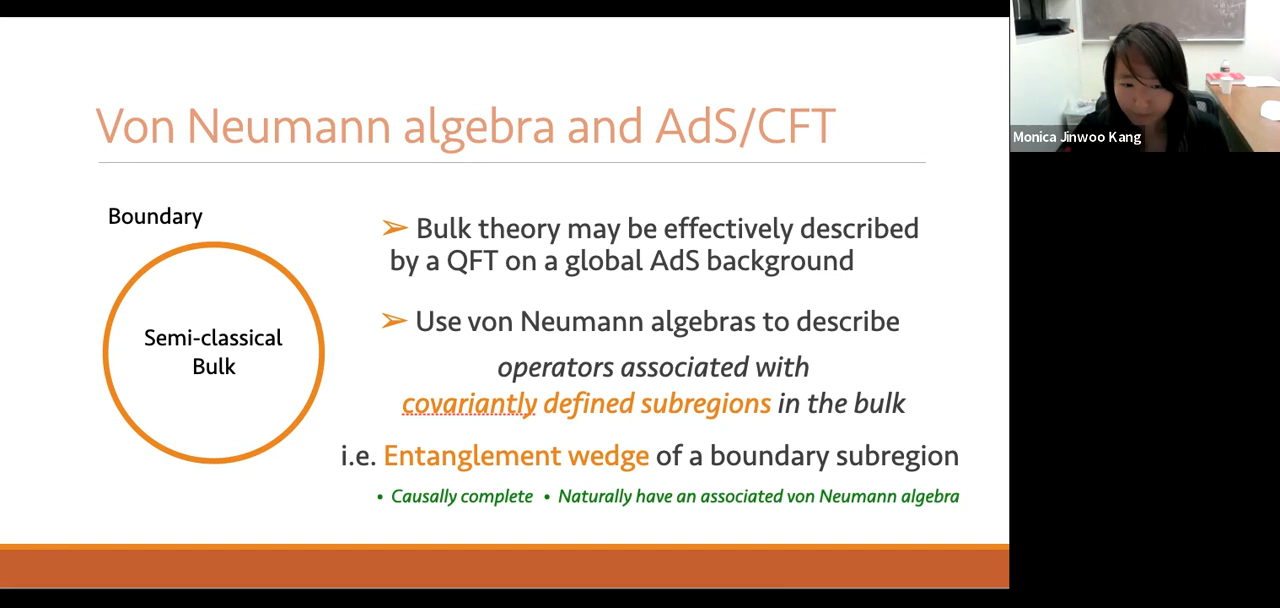 Von Neumann algebra and AdS/CFT
Boundary
Semi-classical
Bulk
➢ Bulk theory may be effectively described
by a QFT on a global AdS background
➢ Use von Neumann algebras to describe
operators associated with
covariantly defined subregions in the bulk
i.e. Entanglement wedge of a boundary subregion
• Causally complete • Naturally have an associated von Neumann algebra
Monica Jinwoo Kang